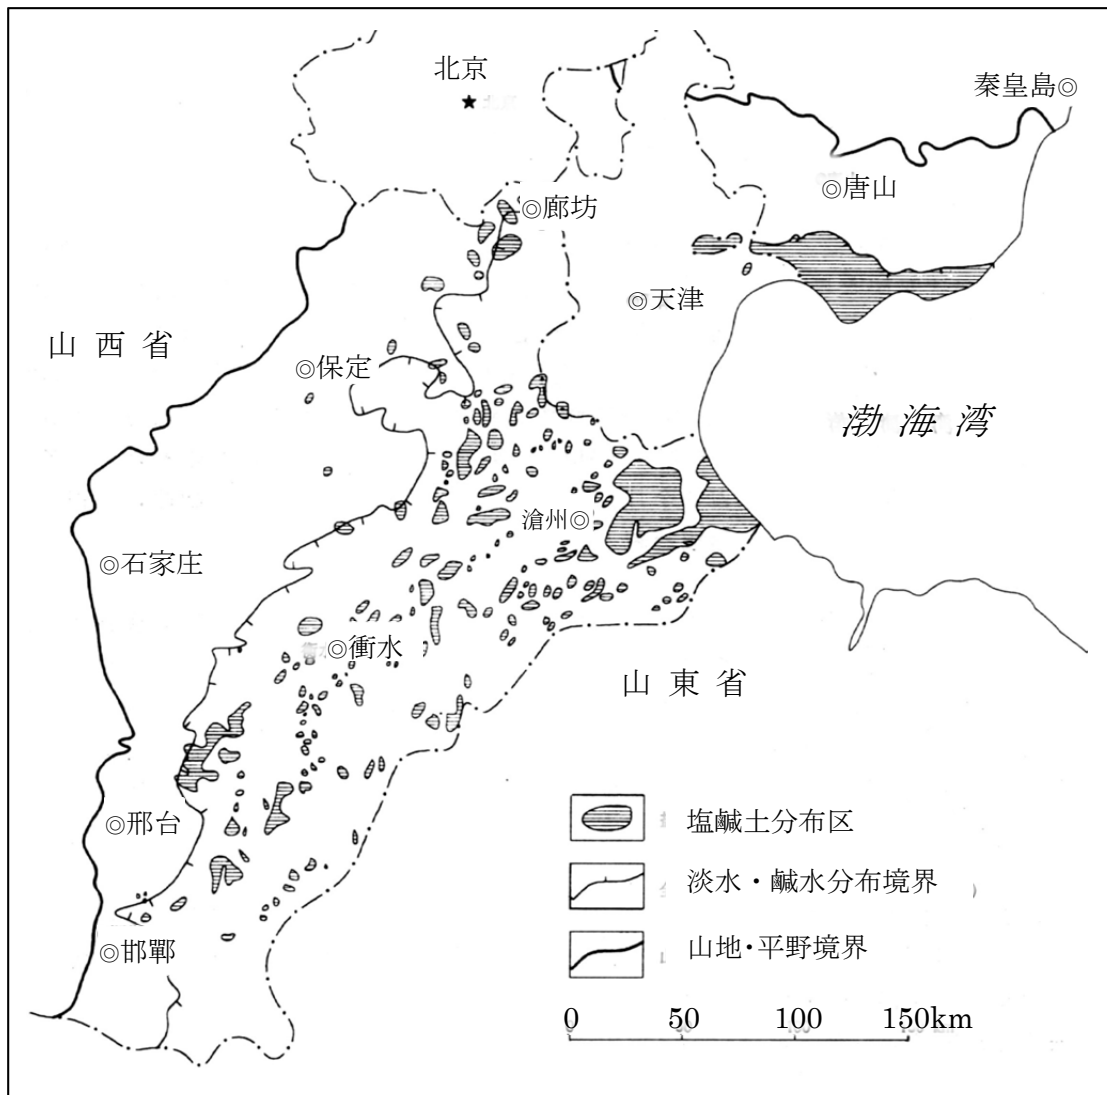 北京
秦皇島
唐山
廊坊
天津
山西省
保定
渤海湾
滄州
石家庄
衝水
山東省
邢台
塩鹹土分布区
淡水・鹹水分布境界
邯鄲
山地・平野境界
0 50 100 150km